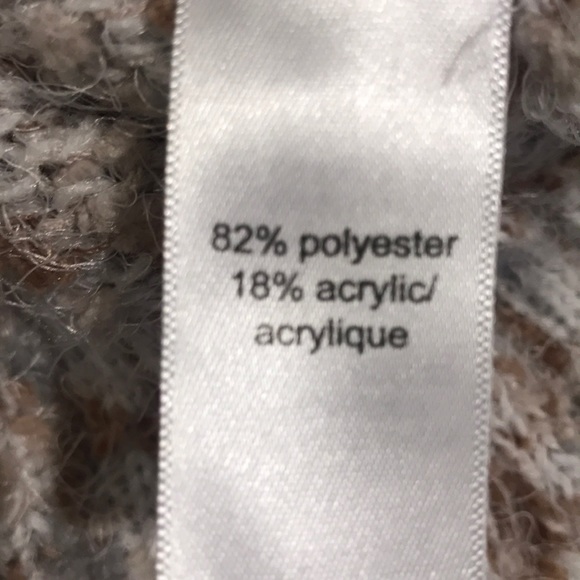 82% polyester
18% acrylic/
acrylique